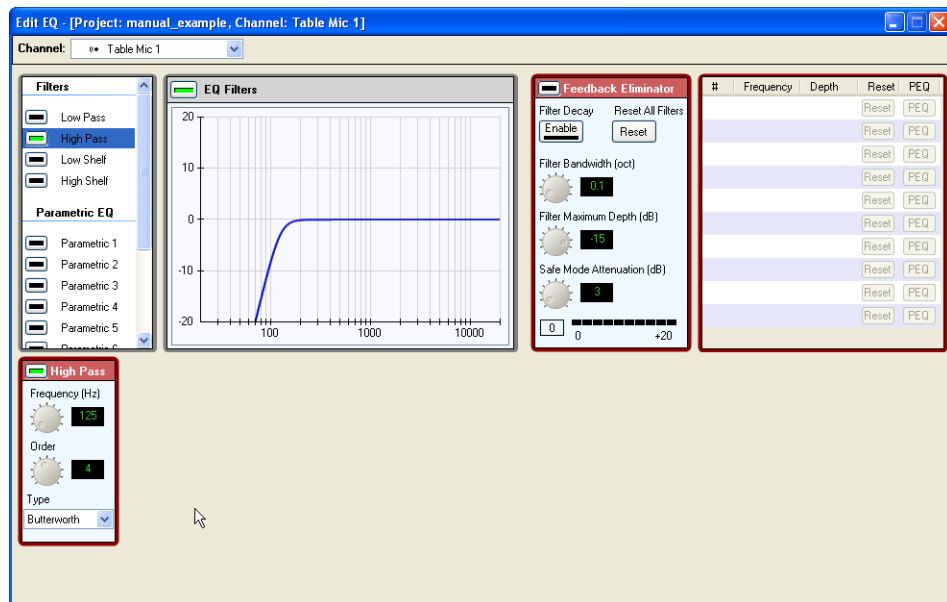 Edit EQ - [Project: manual_example, Channel: Table Mic 1]
Channel: Table Mic 1
Filters
Low Pass
High Pass
Low Shelf
High Shelf
Parametric EQ
Parametric 1
Parametric 2
Parametric 3
Parametric 4
Parametric 5
Parametric 6
EQ Filters
20
10
0
-10
-20
100 1000 10000
Feedback Eliminator
Filter Decay Reset All Filters
Enable Reset
Filter Bandwidth (oct)
0.1
Filter Maximum Depth (dB)
-15
Safe Mode Attenuation (dB)
3
0
0 +20
# Frequency Depth Reset PEQ
Reset PEQ
Reset PEQ
Reset PEQ
Reset PEQ
Reset PEQ
Reset PEQ
Reset PEQ
Reset PEQ
Reset PEQ
Reset PEQ
High Pass
Frequency (Hz)
125
Order
4
Type
Butterworth